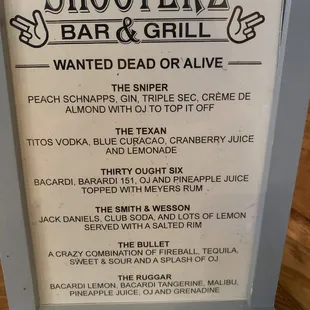 SHOOTERZ
BAR & GRILL
WANTED DEAD OR ALIVE
THE SNIPER
PEACH SCHNAPPS, GIN, TRIPLE SEC, CRÈME DE
ALMOND WITH OJ TO TOP IT OFF
THE TEXAN
TITOS VODKA, BLUE CURACAO, CRANBERRY JUICE
AND LEMONADE
THIRTY OUGHT SIX
BACARDI, BARARDI 151, OJ AND PINEAPPLE JUICE
TOPPED WITH MEYERS RUM
THE SMITH & WESSON
JACK DANIELS, CLUB SODA, AND LOTS OF LEMON
SERVED WITH A SALTED RIM
THE BULLET
A CRAZY COMBINATION OF FIREBALL, TEQUILA,
SWEET & SOUR AND A SPLASH OF OJ
THE RUGGAR
BACARDI LEMON, BACARDI TANGERINE, MALIBU,
PINEAPPLE JUICE, OJ AND GRENADINE